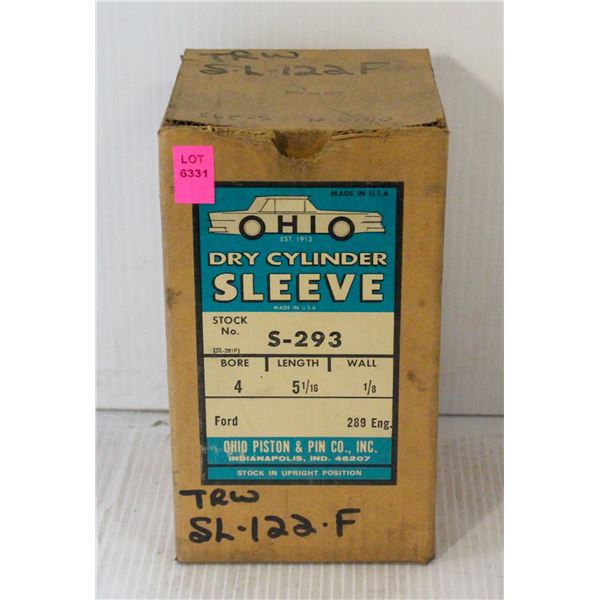 TRW
SL-122F
LOT
6331
MADE IN U.S.A.
OHIO
EST. 1913
DRY CYLINDER
SLEEVE
MADE IN U.S.A
STOCK
No.
S-293
(SL-281F)
BORE LENGTH WALL
4 5 1/16 1/8
Ford 289 Eng.
OHIO PISTON & PIN CO., INC.
INDIANAPOLIS, IND. 46207
STOCK IN UPRIGHT POSITION
TRW
SL-122-F